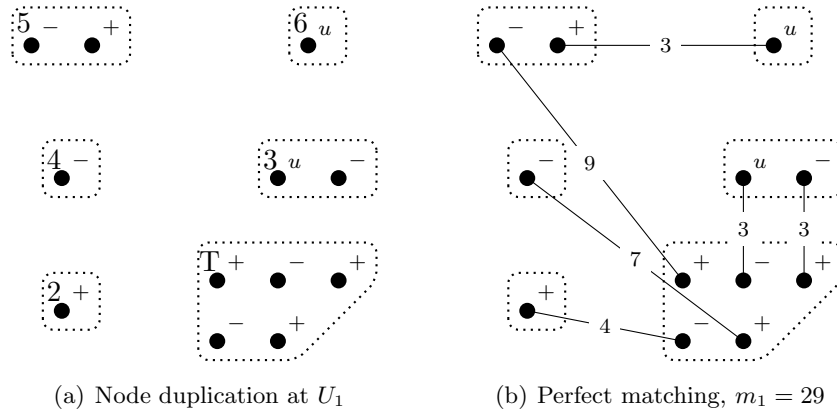 5 − + 6 u
4 − 3 u −
T + − +
2 + − +
(a) Node duplication at U₁
− + 3 u
9
− u −
3 3
7
+ − +
+ 4 − +
(b) Perfect matching, m₁ = 29